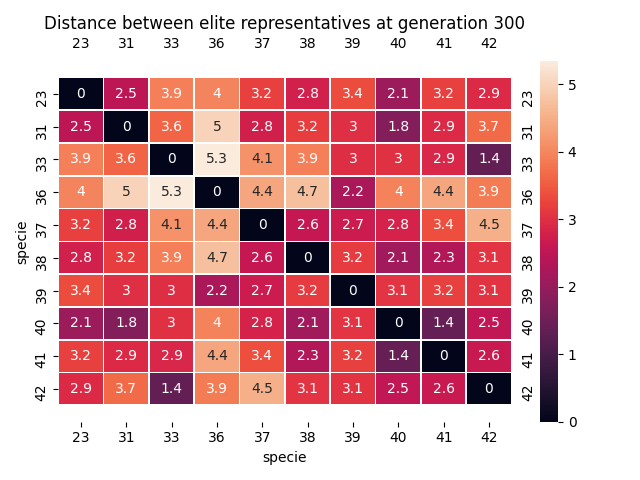 Distance between elite representatives at generation 300
23 31 33 36 37 38 39 40 41 42
23 0 2.5 3.9 4 3.2 2.8 3.4 2.1 3.2 2.9 23
31 2.5 0 3.6 5 2.8 3.2 3 1.8 2.9 3.7 31
33 3.9 3.6 0 5.3 4.1 3.9 3 3 2.9 1.4 33
36 4 5 5.3 0 4.4 4.7 2.2 4 4.4 3.9 36
37 3.2 2.8 4.1 4.4 0 2.6 2.7 2.8 3.4 4.5 37
38 2.8 3.2 3.9 4.7 2.6 0 3.2 2.1 2.3 3.1 38
39 3.4 3 3 2.2 2.7 3.2 0 3.1 3.2 3.1 39
40 2.1 1.8 3 4 2.8 2.1 3.1 0 1.4 2.5 40
41 3.2 2.9 2.9 4.4 3.4 2.3 3.2 1.4 0 2.6 41
42 2.9 3.7 1.4 3.9 4.5 3.1 3.1 2.5 2.6 0 42
23 31 33 36 37 38 39 40 41 42
specie
specie
5
4
3
2
1
0